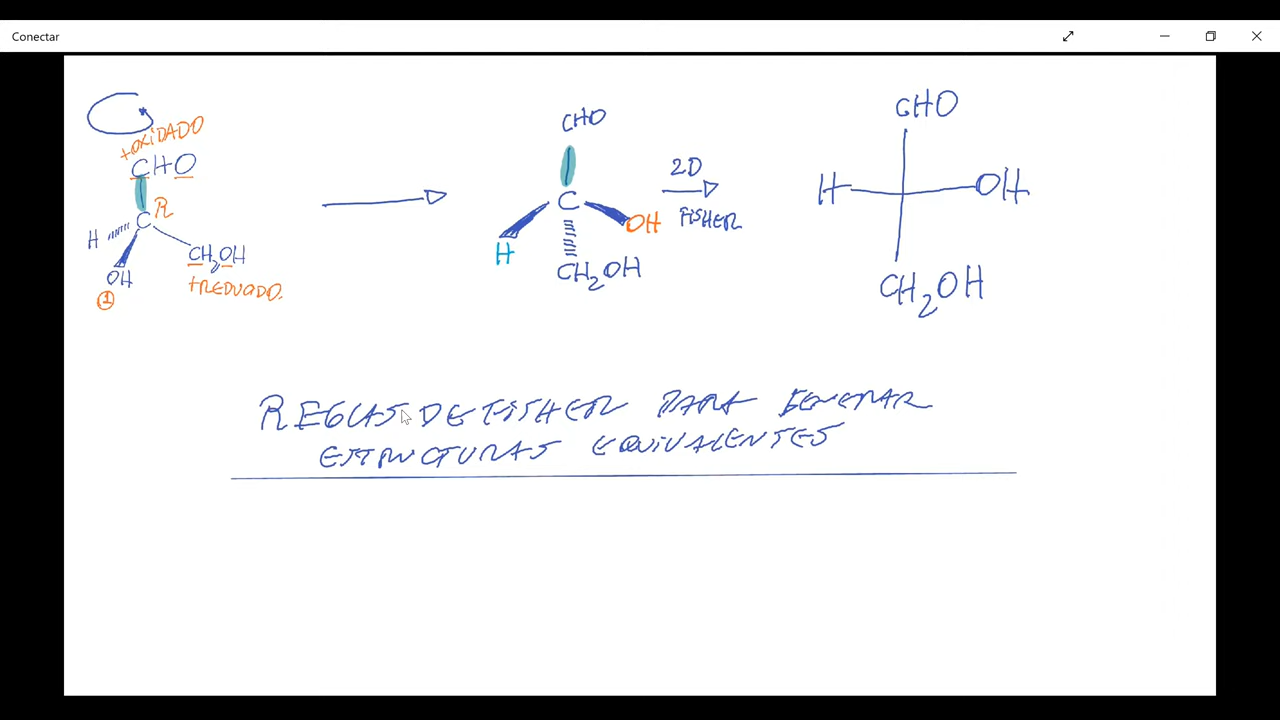 Conectar
+OXIDADO
CHO
R
C
H
OH
CH2OH
+REDUCIDO.
1
CHO
C
H
OH
CH2OH
2D
FISHER
CHO
H
OH
CH2OH
REGLAS DE FISHER PARA GENERAR
ESTRUCTURAS EQUIVALENTES